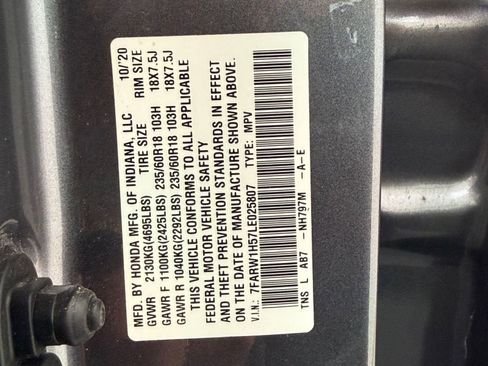 MFD BY HONDA MFG. OF INDIANA, LLC 10/'20
TIRE SIZE RIM SIZE
GVWR 2130KG(4695LBS)
GAWR F 1100KG(2425LBS) 235/60R18 103H 18X7.5J
GAWR R 1040KG(2292LBS) 235/60R18 103H 18X7.5J
THIS VEHICLE CONFORMS TO ALL APPLICABLE
FEDERAL MOTOR VEHICLE SAFETY
AND THEFT PREVENTION STANDARDS IN EFFECT
ON THE DATE OF MANUFACTURE SHOWN ABOVE.
V.I.N.: 7FARW1H57LE025807 TYPE: MPV
TNS L AB7 -NH797M -A-E